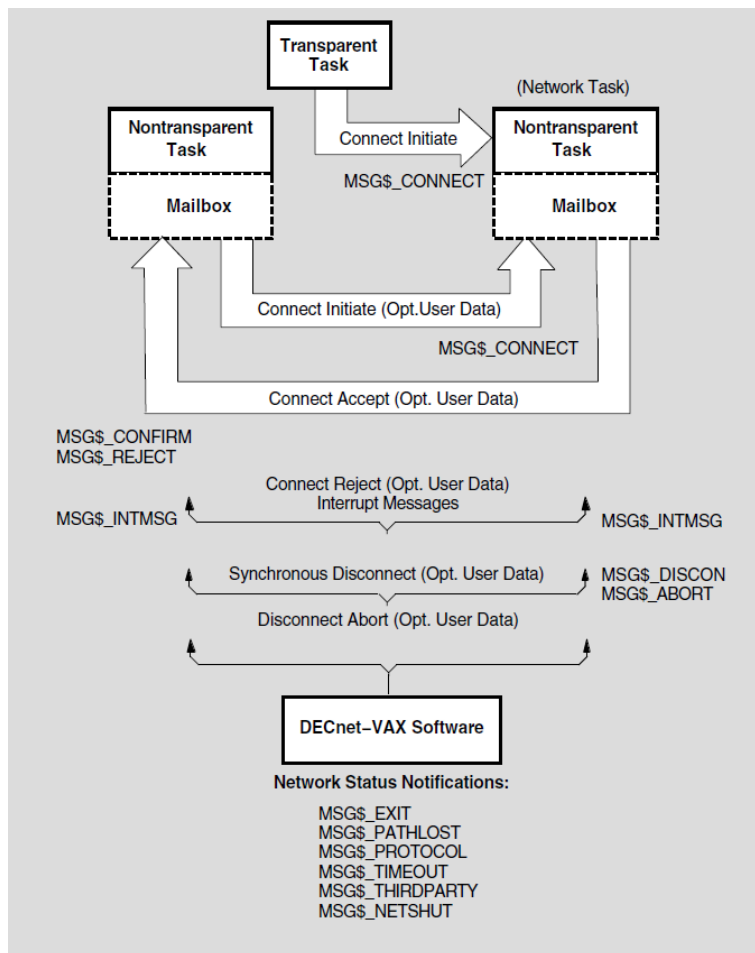 Transparent
Task
(Network Task)
Nontransparent
Task
Connect Initiate
Nontransparent
Task
MSG$_CONNECT
Mailbox
Mailbox
Connect Initiate (Opt.User Data)
MSG$_CONNECT
Connect Accept (Opt. User Data)
MSG$_CONFIRM
MSG$_REJECT
Connect Reject (Opt. User Data)
Interrupt Messages
MSG$_INTMSG
MSG$_INTMSG
Synchronous Disconnect (Opt. User Data)
MSG$_DISCON
MSG$_ABORT
Disconnect Abort (Opt. User Data)
DECnet–VAX Software
Network Status Notifications:
MSG$_EXIT
MSG$_PATHLOST
MSG$_PROTOCOL
MSG$_TIMEOUT
MSG$_THIRDPARTY
MSG$_NETSHUT